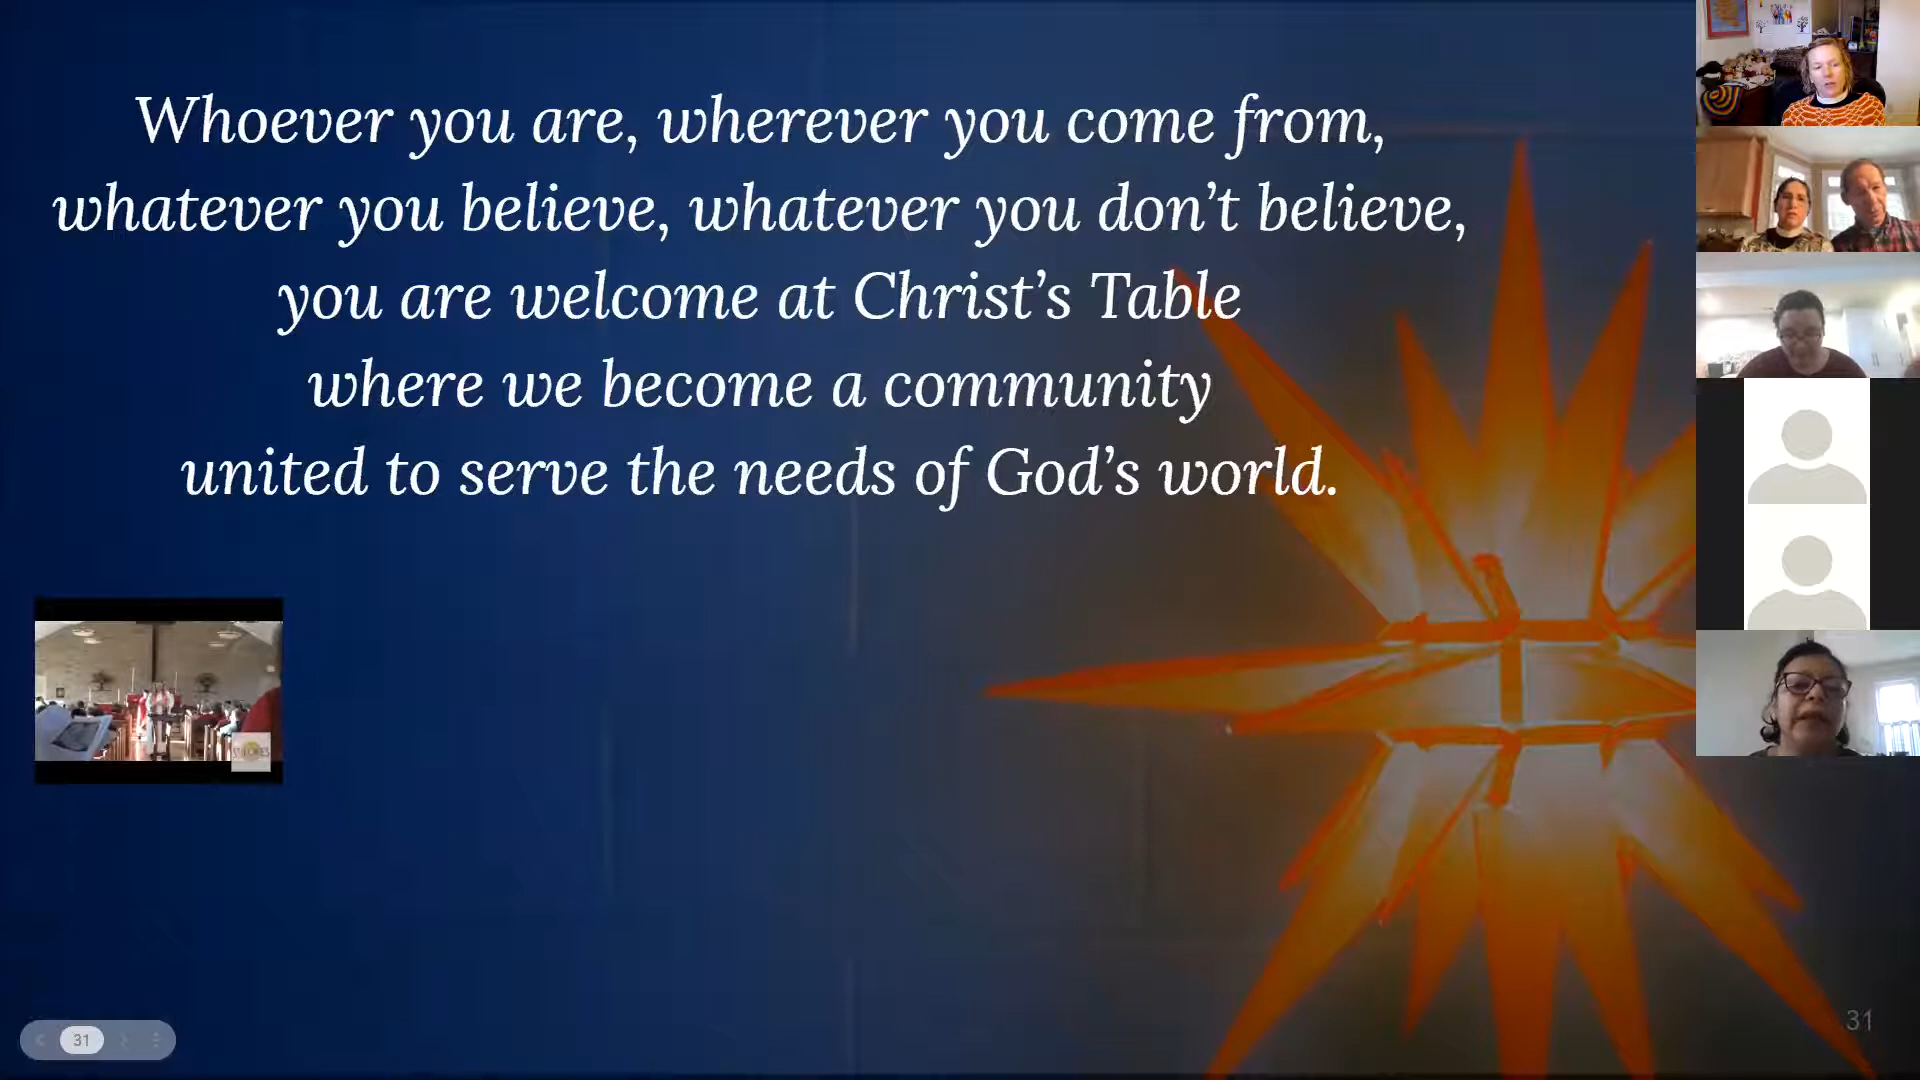 Whoever you are, wherever you come from,
whatever you believe, whatever you don’t believe,
you are welcome at Christ’s Table
where we become a community
united to serve the needs of God’s world.
31
31